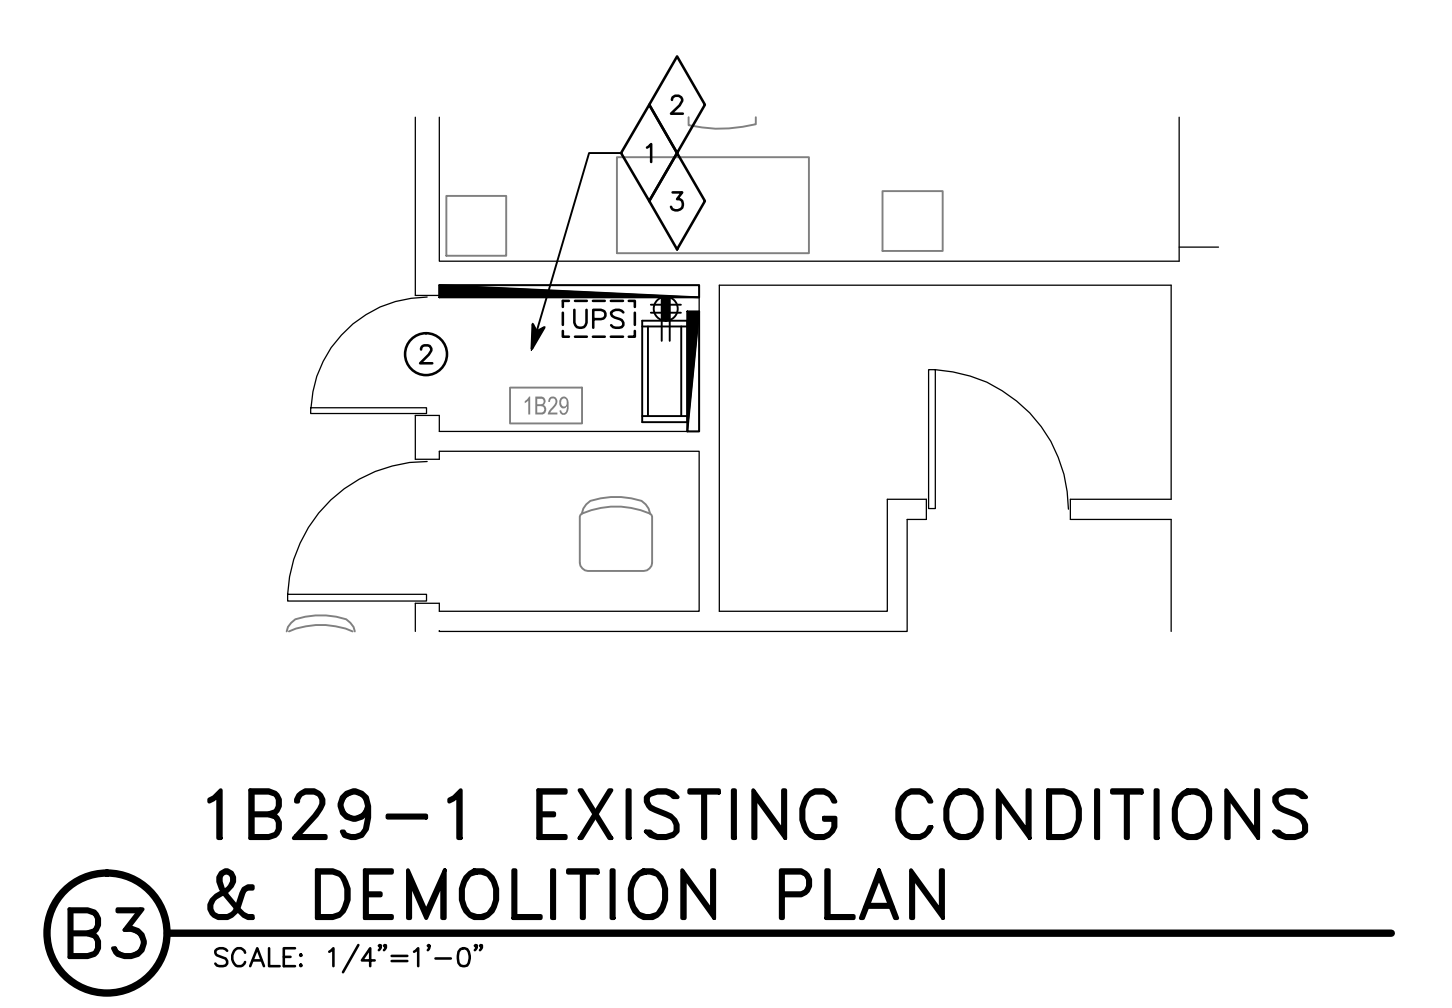 2
1
3
UPS
2
1B29
1B29-1 EXISTING CONDITIONS
& DEMOLITION PLAN
B3
SCALE: 1/4"=1'-0"